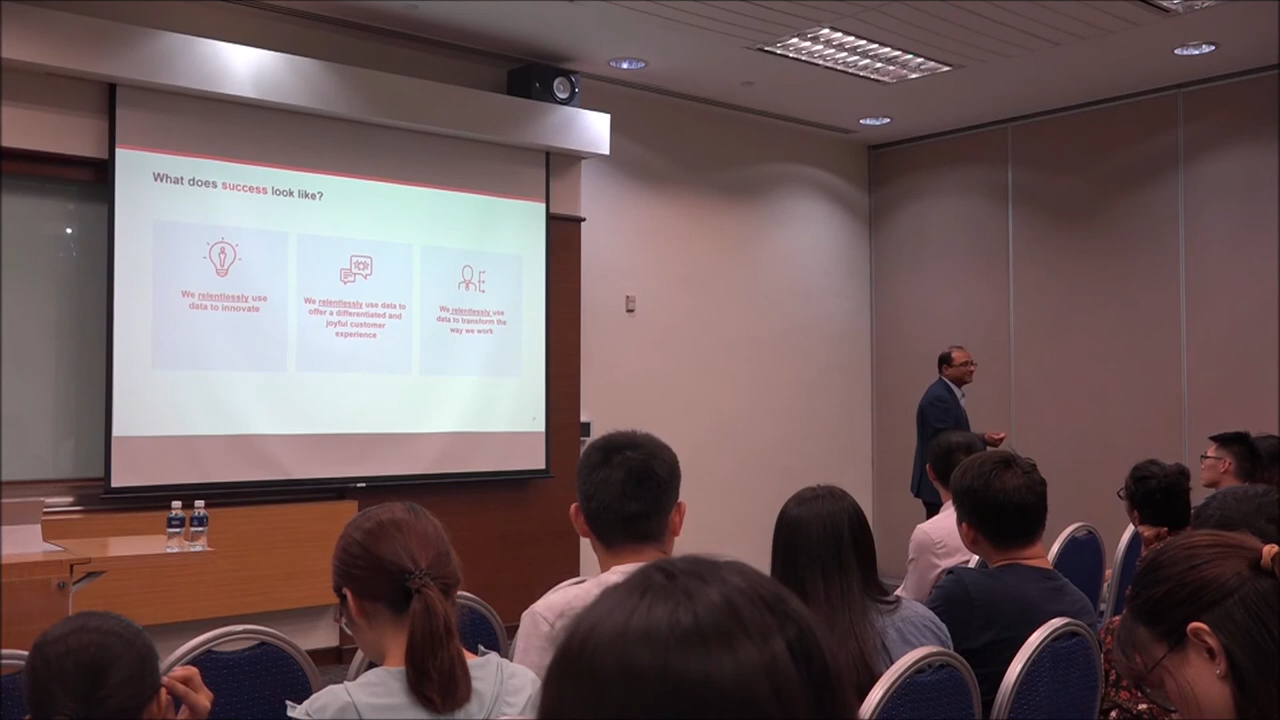 What does success look like?
We relentlessly use
data to innovate
We relentlessly use data to
offer a differentiated and
joyful customer
experience
We relentlessly use
data to transform the
way we work